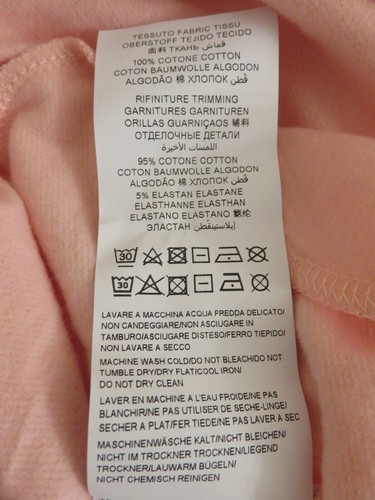 TESSUTO FABRIC TISSU
OBERSTOFF TEJIDO TECIDO
面料 ТКАНЬ قماش
100% COTONE COTTON
COTON BAUMWOLLE ALGODON
ALGODÃO 棉 ХЛОПОК قُطن
RIFINITURE TRIMMING
GARNITURES GARNITUREN
ORILLAS GUARNIÇAOS 辅料
ОТДЕЛОЧНЫЕ ДЕТАЛИ
اللمسات الأخيرة
95% COTONE COTTON
COTON BAUMWOLLE ALGODON
ALGODÃO 棉 ХЛОПОК قُطن
5% ELASTAN ELASTANE
ELASTHANNE ELASTHAN
ELASTANO ELASTANO 氨纶
ЭЛАСТАН إيلاستينقُطن
30
30
LAVARE A MACCHINA ACQUA FREDDA DELICATO/
NON CANDEGGIARE/NON ASCIUGARE IN
TAMBURO/ASCIUGARE DISTESO/FERRO TIEPIDO/
NON LAVARE A SECCO
MACHINE WASH COLD/DO NOT BLEACH/DO NOT
TUMBLE DRY/DRY FLAT/COOL IRON/
DO NOT DRY CLEAN
LAVER EN MACHINE A L'EAU FROIDE/NE PAS
BLANCHIR/NE PAS UTILISER DE SECHE-LINGE/
SECHER A PLAT/FER TIEDE/NE PAS LAVER A SEC
MASCHINENWÄSCHE KALT/NICHT BLEICHEN/
NICHT IM TROCKNER TROCKNEN/LIEGEND
TROCKNEN/LAUWARM BÜGELN/
NICHT CHEMISCH REINIGEN